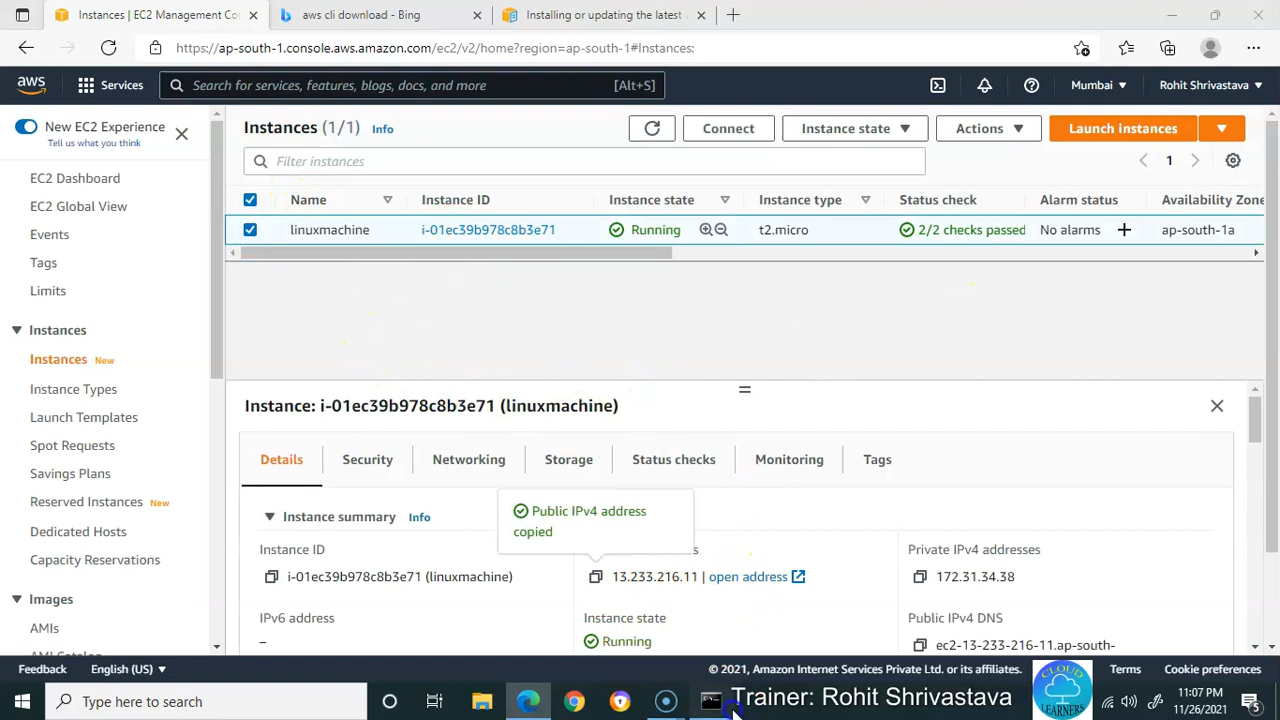 Instances | EC2 Management Co
aws cli download - Bing
Installing or updating the latest
https://ap-south-1.console.aws.amazon.com/ec2/v2/home?region=ap-south-1#Instances:
aws
Services
Search for services, features, blogs, docs, and more
[Alt+S]
Mumbai
Rohit Shrivastava
New EC2 Experience
Tell us what you think
EC2 Dashboard
EC2 Global View
Events
Tags
Limits
Instances
Instances New
Instance Types
Launch Templates
Spot Requests
Savings Plans
Reserved Instances New
Dedicated Hosts
Capacity Reservations
Images
AMIs
Instances (1/1) Info
Connect
Instance state
Actions
Launch instances
Filter instances
1
Name Instance ID Instance state Instance type Status check Alarm status Availability Zone
linuxmachine i-01ec39b978c8b3e71 Running t2.micro 2/2 checks passed No alarms + ap-south-1a
Instance: i-01ec39b978c8b3e71 (linuxmachine)
Details Security Networking Storage Status checks Monitoring Tags
Public IPv4 address
copied
Instance summary Info
Instance ID
i-01ec39b978c8b3e71 (linuxmachine)
13.233.216.11 | open address
Private IPv4 addresses
172.31.34.38
IPv6 address
–
Instance state
Running
Public IPv4 DNS
ec2-13-233-216-11.ap-south-
Feedback English (US)
© 2021, Amazon Internet Services Private Ltd. or its affiliates.
Terms Cookie preferences
Type here to search
Trainer: Rohit Shrivastava
CLOUD
LEARNERS
11:07 PM
11/26/2021
5